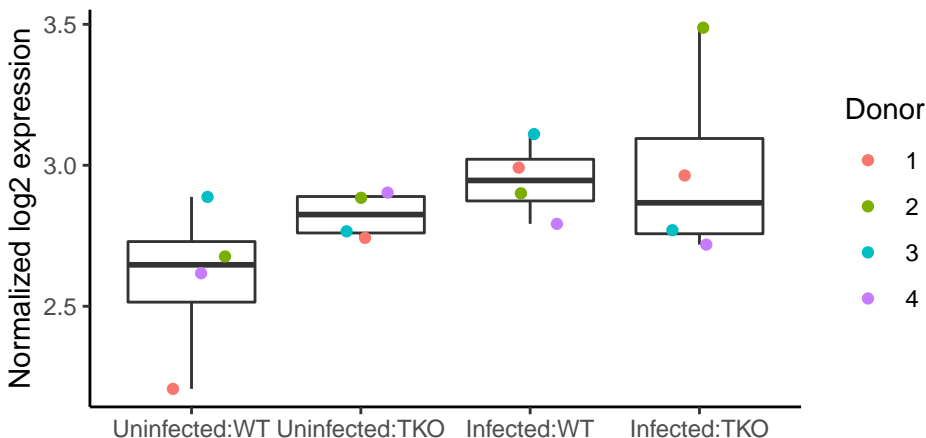 Normalized log2 expression
3.5
3.0
2.5
Uninfected:WT
Uninfected:TKO
Infected:WT
Infected:TKO
Donor
1
2
3
4